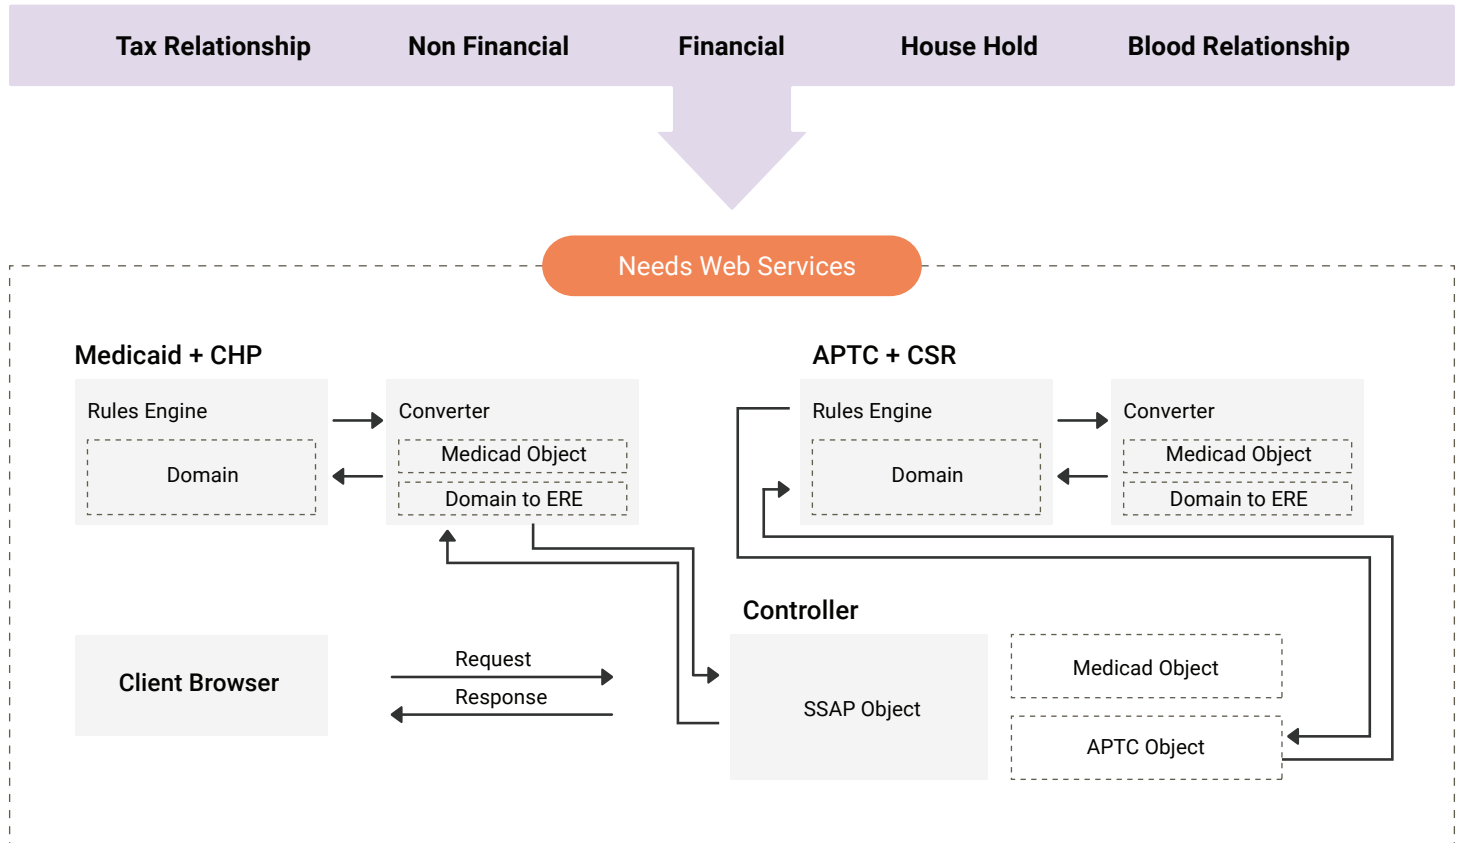 Tax Relationship
Non Financial
Financial
House Hold
Blood Relationship
Needs Web Services
Medicaid + CHP
Rules Engine
Domain
Converter
Medicad Object
Domain to ERE
APTC + CSR
Rules Engine
Domain
Converter
Medicad Object
Domain to ERE
Client Browser
Request
Response
Controller
SSAP Object
Medicad Object
APTC Object